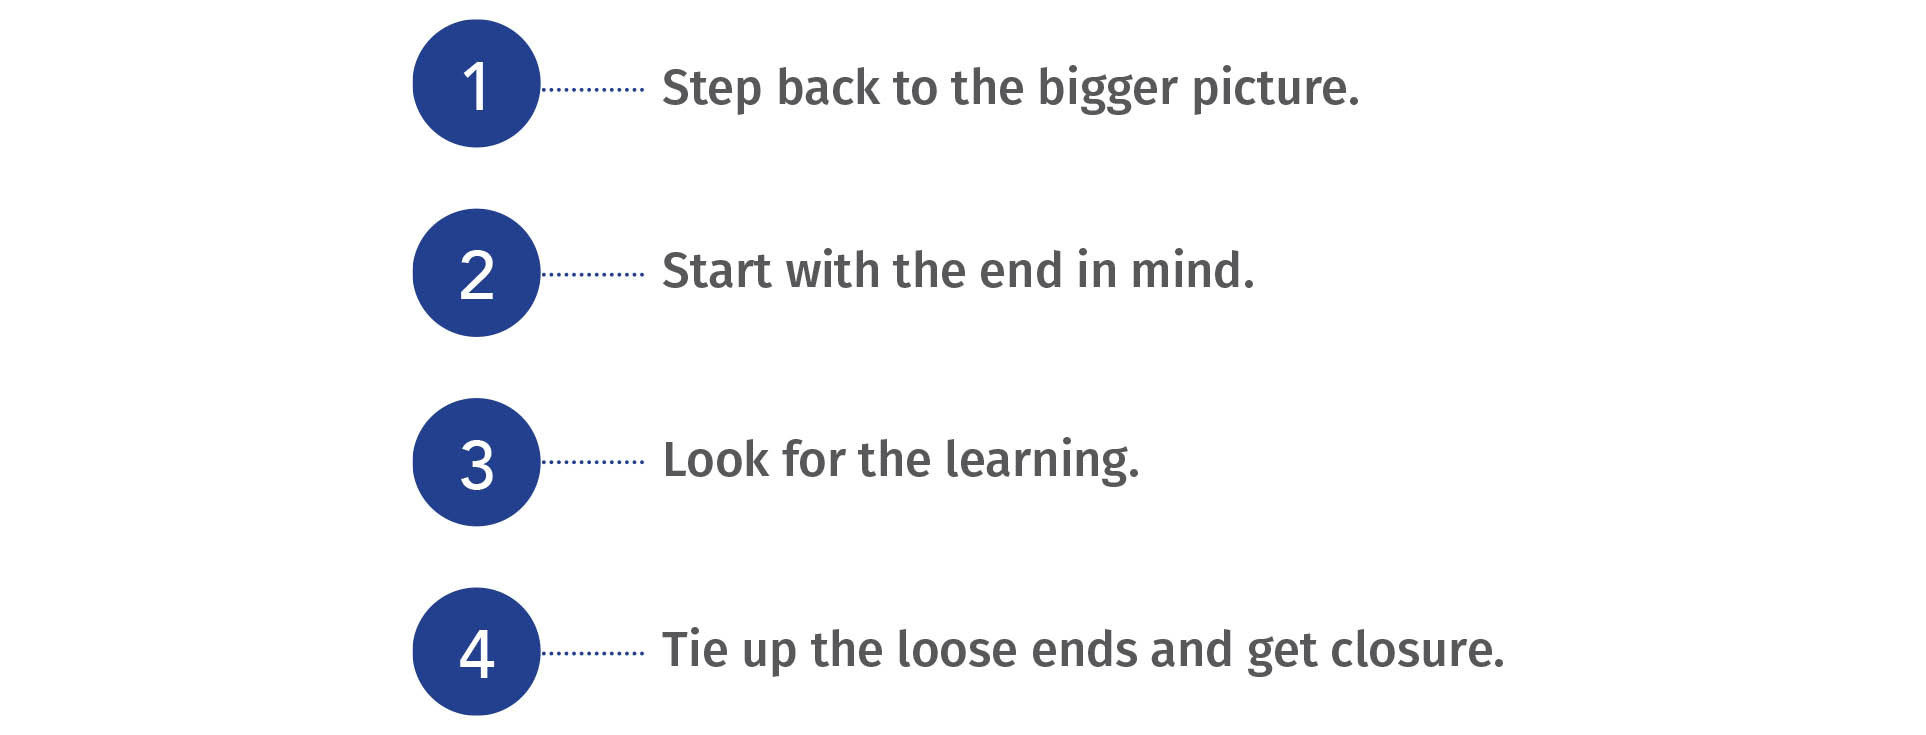 1 Step back to the bigger picture.
2 Start with the end in mind.
3 Look for the learning.
4 Tie up the loose ends and get closure.